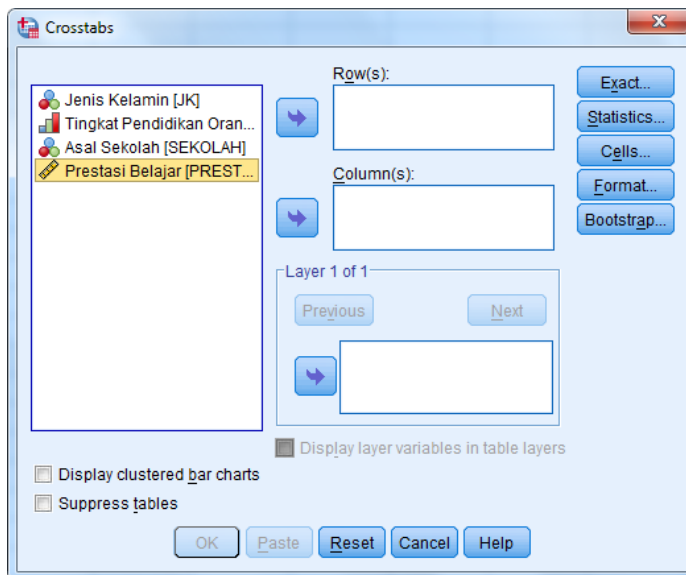 Crosstabs
Jenis Kelamin [JK]
Tingkat Pendidikan Oran...
Asal Sekolah [SEKOLAH]
Prestasi Belajar [PREST...
Row(s):
Column(s):
Layer 1 of 1
Previous
Next
Display layer variables in table layers
Exact...
Statistics...
Cells...
Format...
Bootstrap...
Display clustered bar charts
Suppress tables
OK
Paste
Reset
Cancel
Help